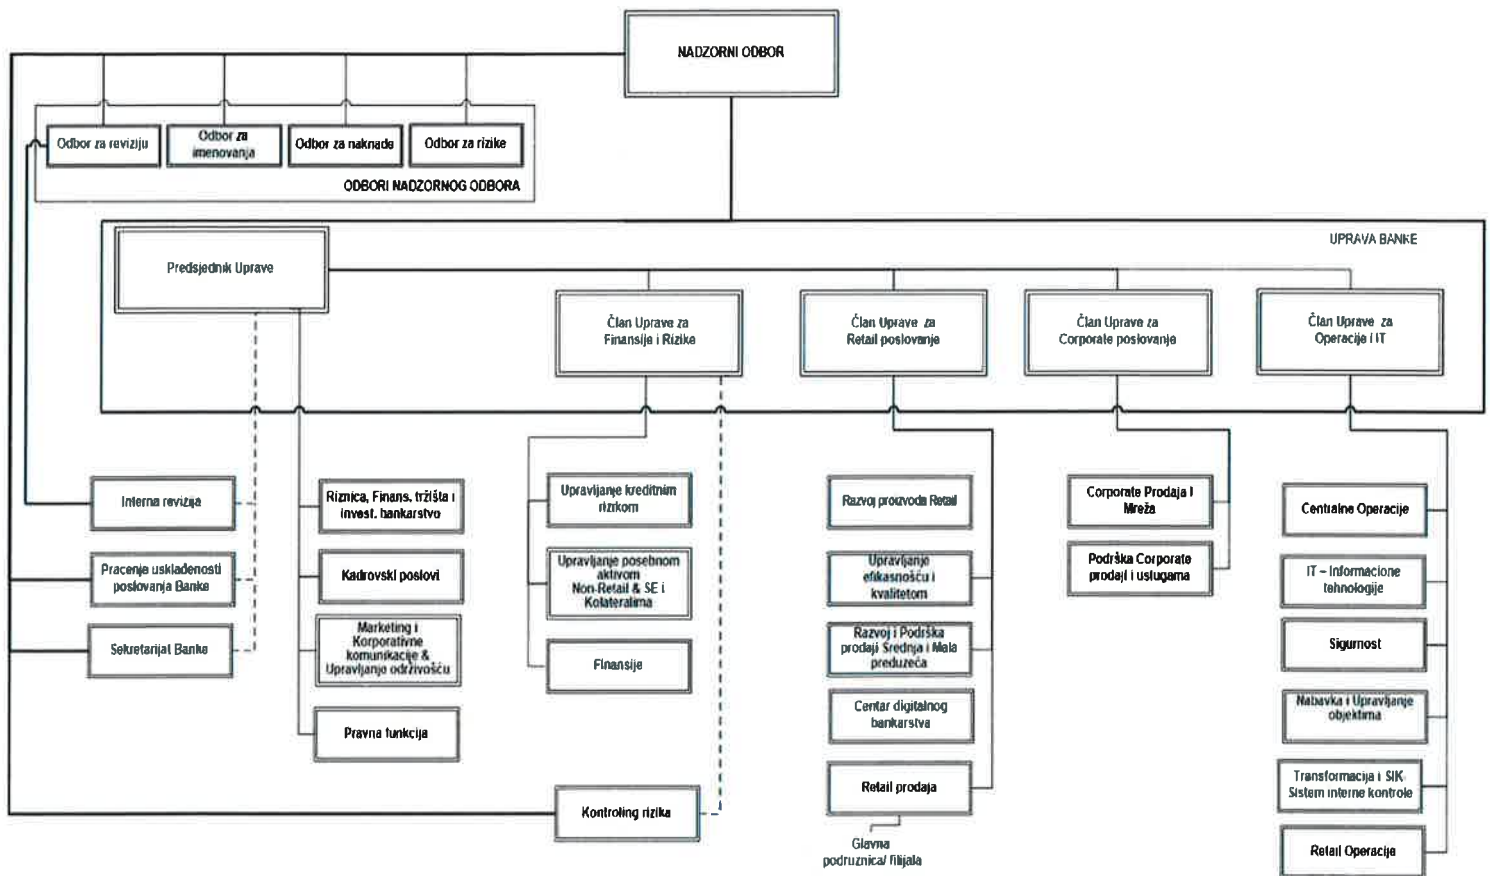 NADZORNI ODBOR
Odbor za reviziju
Odbor za
imenovanja
Odbor za naknade
Odbor za rizike
ODBORI NADZORNOG ODBORA
UPRAVA BANKE
Predsjednik Uprave
Član Uprave za
Finansije i Rizike
Član Uprave za
Retail poslovanje
Član Uprave za
Corporate poslovanje
Član Uprave za
Operacije i IT
Interna revizija
Pracenje usklađenosti
poslovanja Banke
Sekretarijat Banke
Riznica, Finans. tržišta i
invest. bankarstvo
Kadrovski poslovi
Marketing i
Korporativne
komunikacije &
Upravljanje održivošću
Pravna funkcija
Upravljanje kreditnim
rizikom
Upravljanje posebnom
aktivom
Non-Retail & SE i
Kolateralima
Finansije
Kontroling rizika
Razvoj proizvoda Retail
Upravljanje
efikasnošću i
kvalitetom
Razvoj i Podrška
prodaji Srednja i Mala
preduzeća
Centar digitalnog
bankarstva
Retail prodaja
Glavna
podruznica/ filijala
Corporate Prodaja i
Mreža
Podrška Corporate
prodaji i uslugama
Centralne Operacije
IT – Informacione
tehnologije
Sigurnost
Nabavka i Upravljanje
objektima
Transformacija i SIK-
Sistem interne kontrole
Retail Operacije